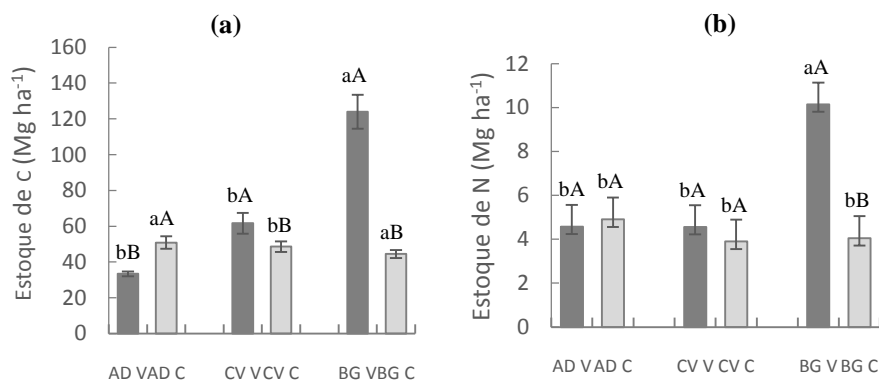 (a)
Estoque de C (Mg ha⁻¹)
160
140
120
100
80
60
40
20
0
bB
aA
bA
bB
aA
aB
AD V AD C CV V CV C BG V BG C
(b)
Estoque de N (Mg ha⁻¹)
12
10
8
6
4
2
0
bA
bA
bA
bA
aA
bB
AD V AD C CV V CV C BG V BG C